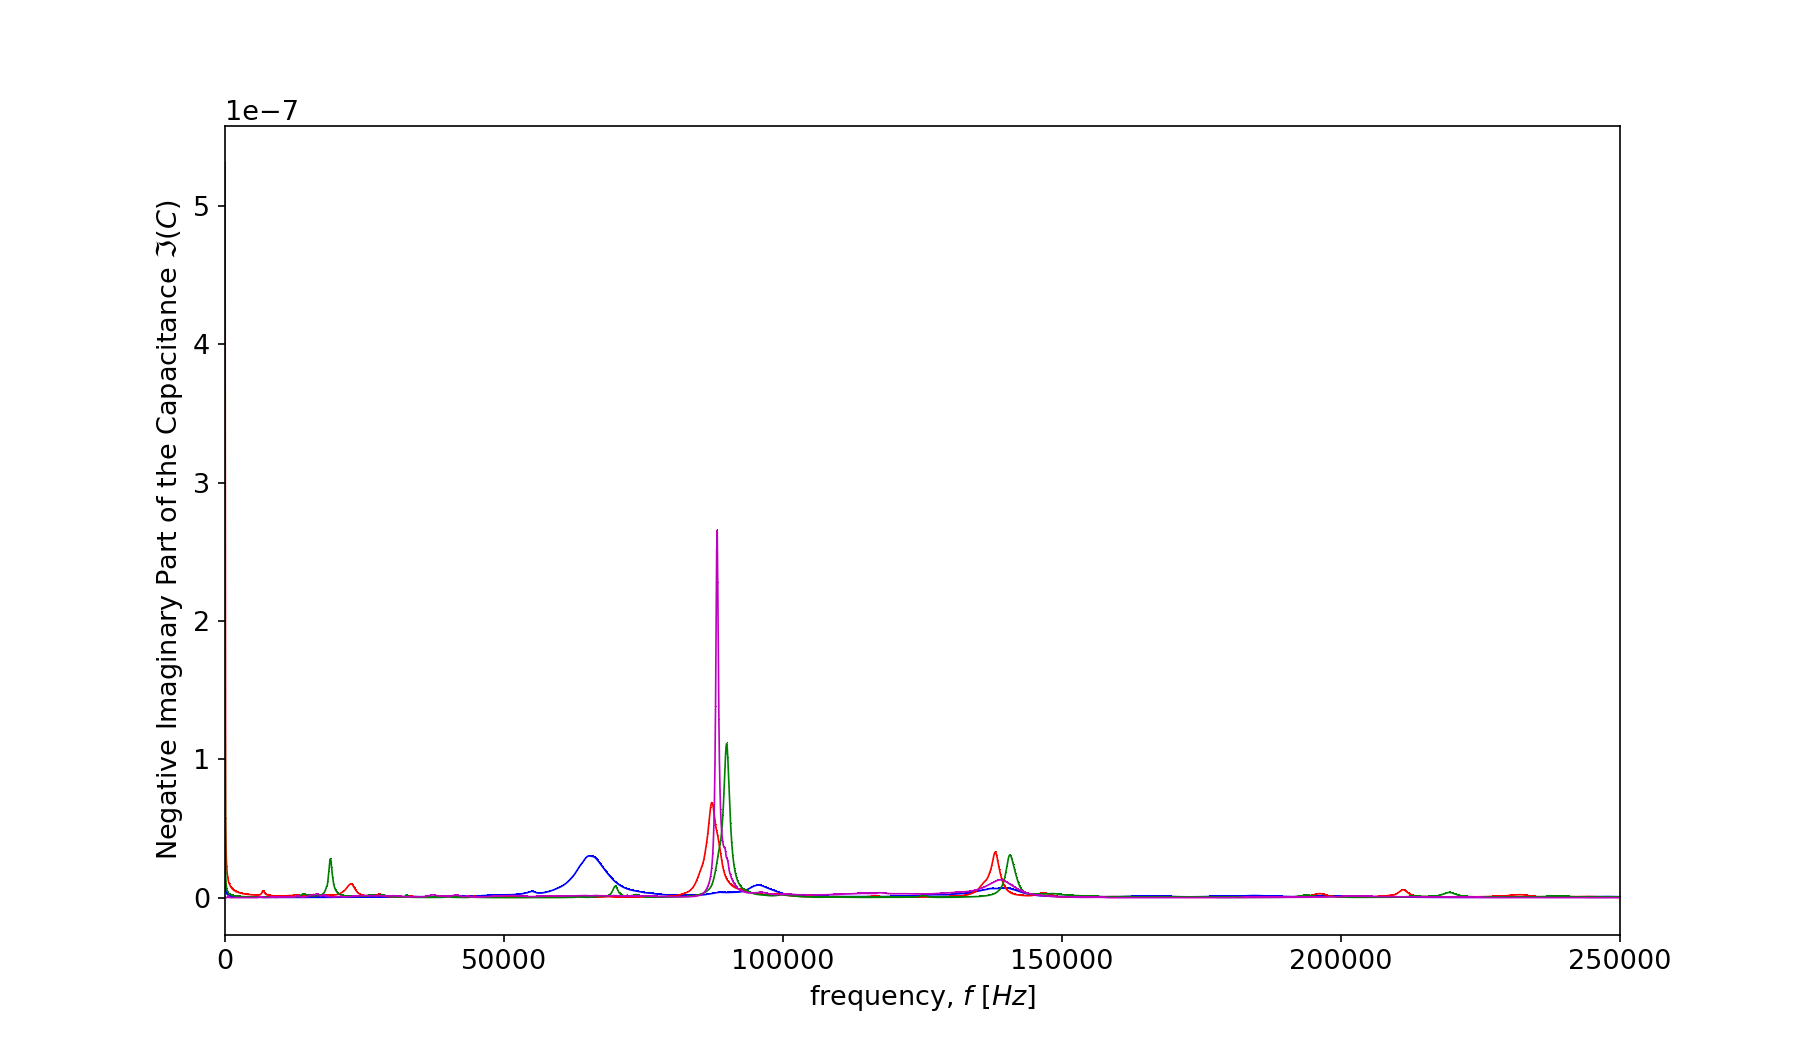 1e−7
Negative Imaginary Part of the Capacitance ℑ(C)
5
4
3
2
1
0
0 50000 100000 150000 200000 250000
frequency, f [Hz]